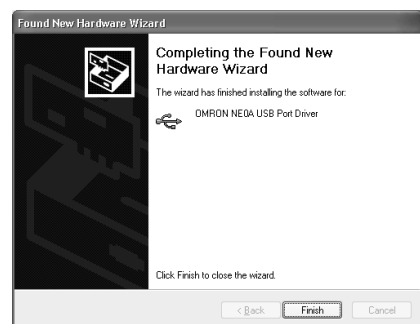 Found New Hardware Wizard
Completing the Found New
Hardware Wizard
The wizard has finished installing the software for:
OMRON NE0A USB Port Driver
Click Finish to close the wizard.
< Back
Finish
Cancel